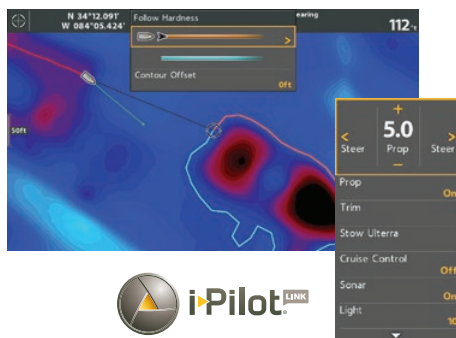 N 34°12.091'
W 084°05.424'
Follow Hardness
>
Contour Offset
0ft
earing
112°t
50ft
+
< 5.0 >
Steer Prop Steer
–
Prop
On
Trim
Stow Ulterra
Cruise Control
Off
Sonar
On
Light
10
i-Pilot LINK